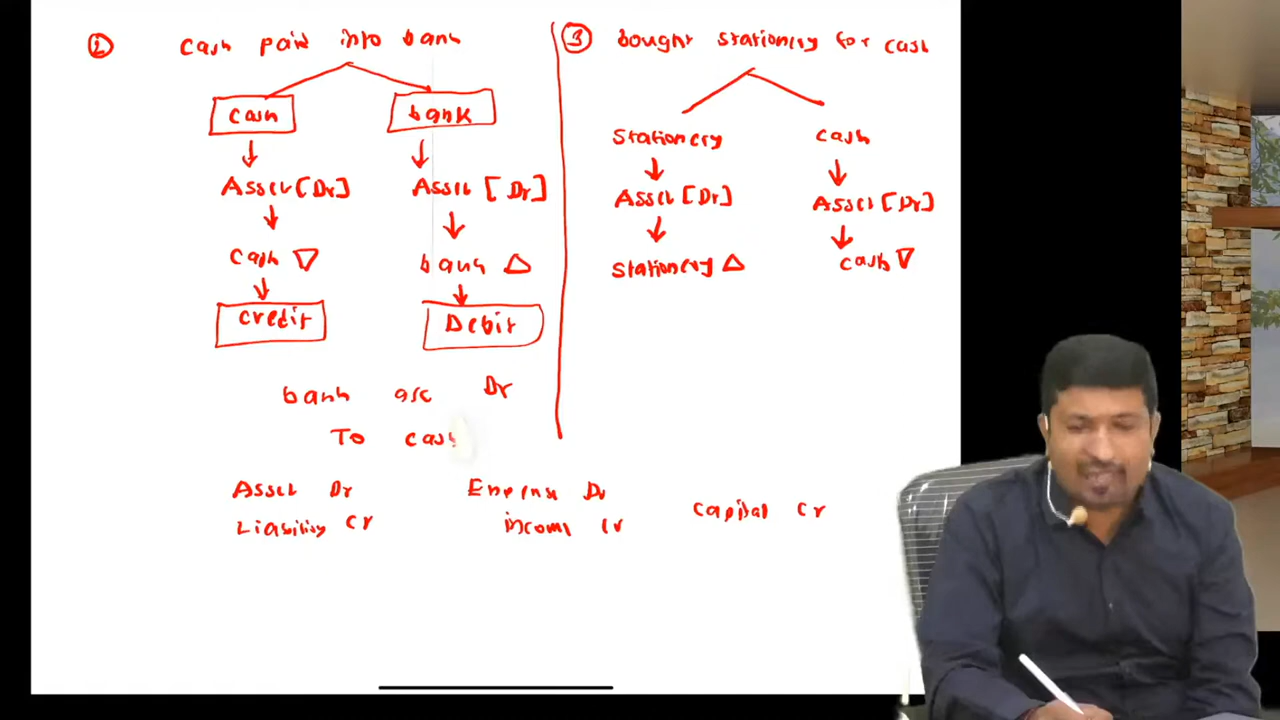 2 cash paid into bank
cash bank
Asset [Dr] Asset [Dr]
cash ▽ bank △
credit Debit
bank a/c Dr
To cash
3 bought stationery for cash
stationery cash
Asset [Dr] Asset [Dr]
stationery △ cash ▽
Asset Dr Expense Dr
Liability Cr income Cr capital Cr